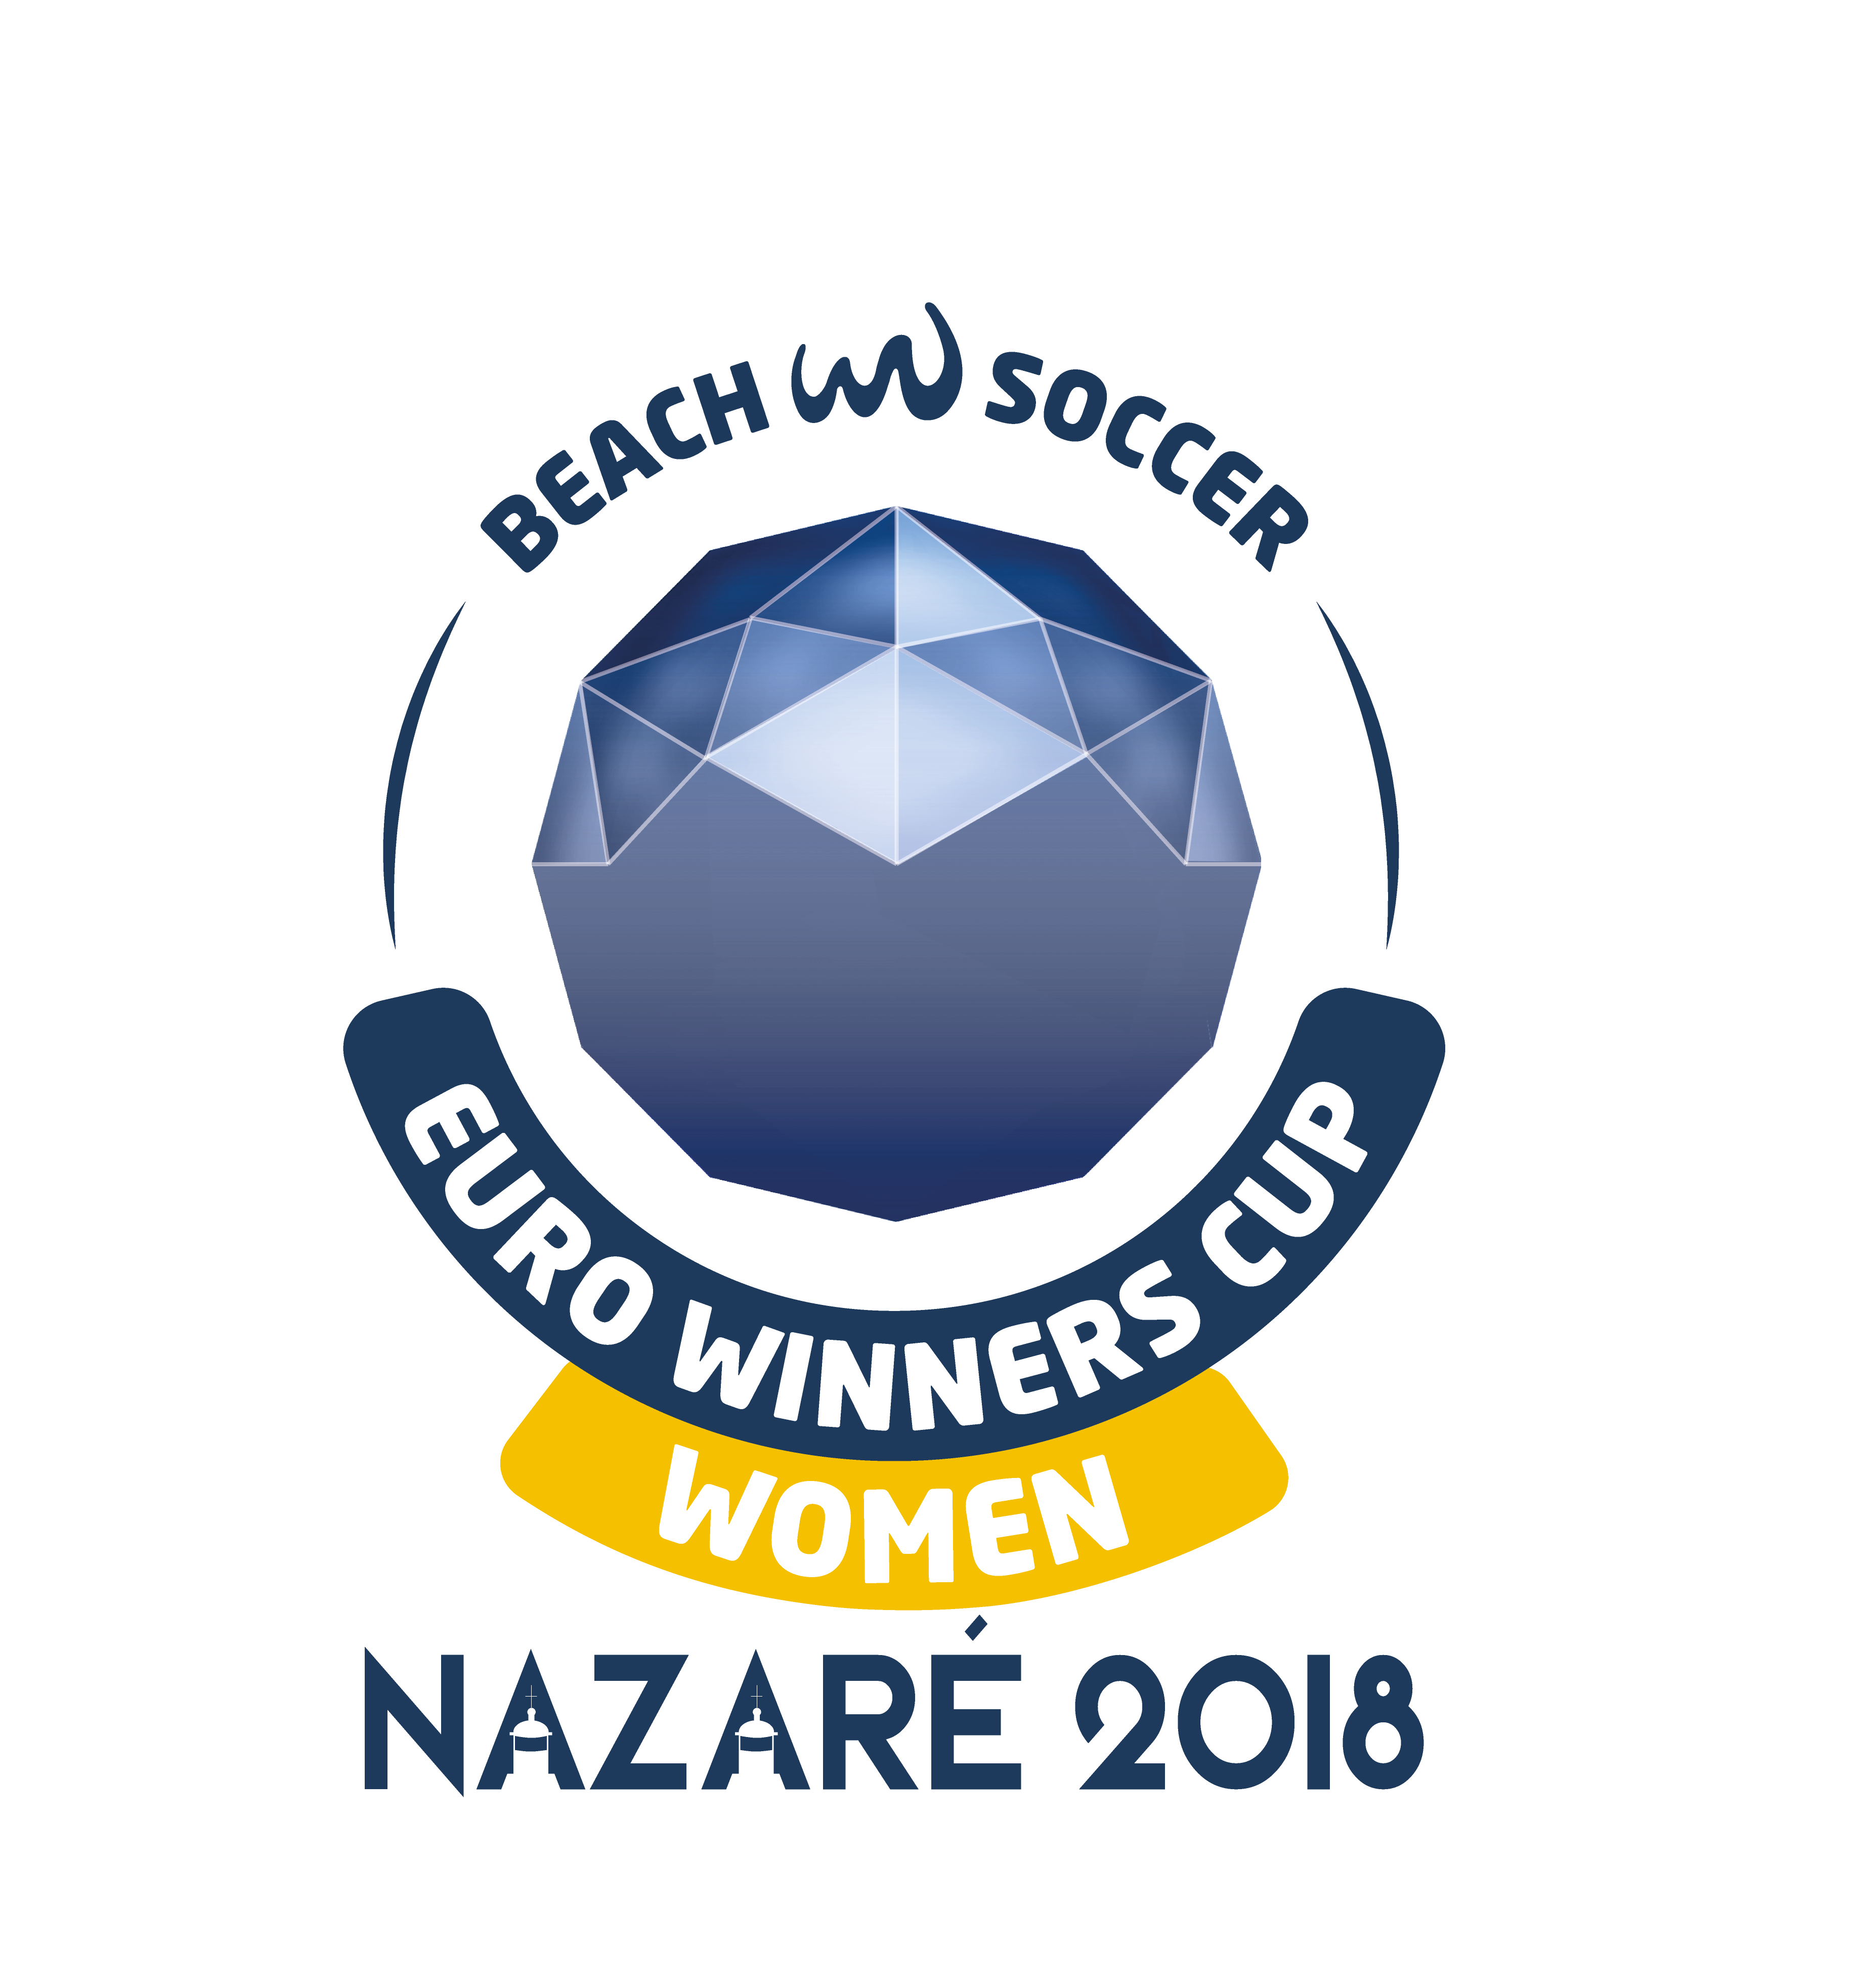 BEACH SOCCER
EURO WINNERS CUP
WOMEN
NAZARÉ 2018